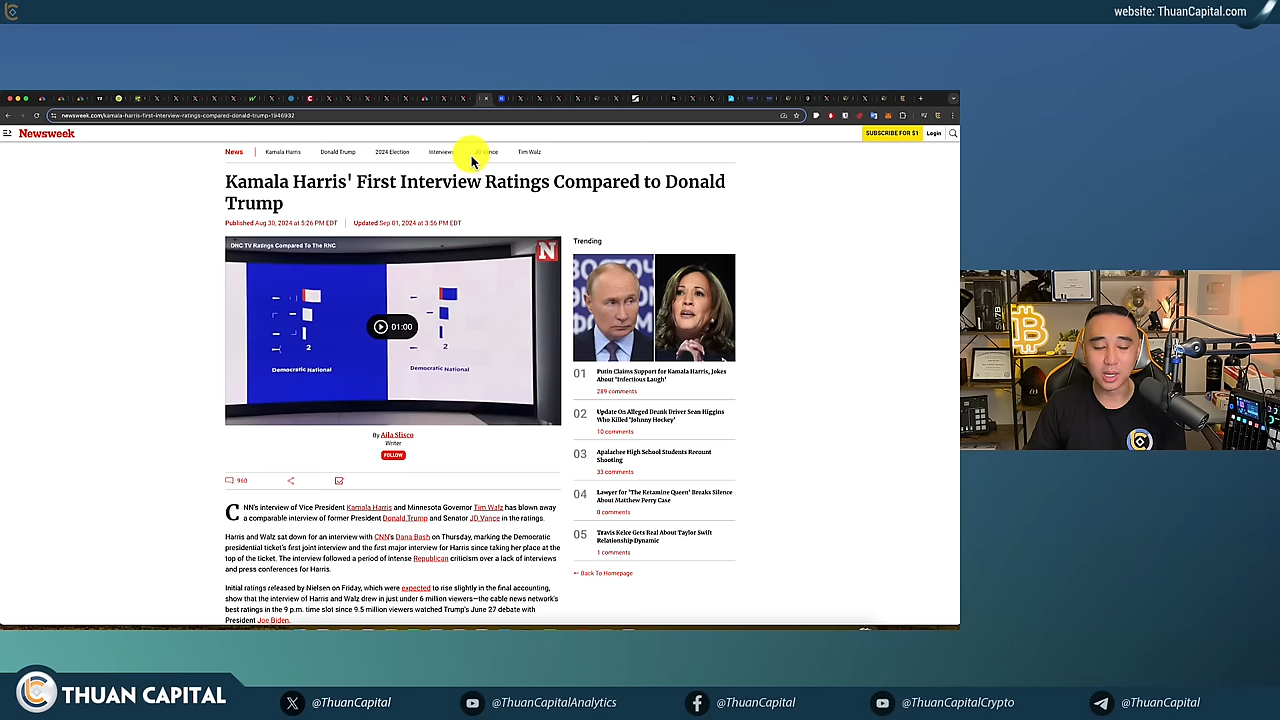 website: ThuanCapital.com
newsweek.com/kamala-harris-first-interview-ratings-compared-donald-trump-1946932
Newsweek
SUBSCRIBE FOR $1
Login
News
Kamala Harris
Donald Trump
2024 Election
Interviews
JD Vance
Tim Walz
Kamala Harris' First Interview Ratings Compared to Donald
Trump
Published Aug 30, 2024 at 5:26 PM EDT
Updated Sep 01, 2024 at 3:56 PM EDT
DNC TV Ratings Compared To The RNC
N
01:00
2
2
Democratic National
Democratic National
By Aila Slisco
Writer
FOLLOW
960
CNN's interview of Vice President Kamala Harris and Minnesota Governor Tim Walz has blown away
a comparable interview of former President Donald Trump and Senator JD Vance in the ratings.
Harris and Walz sat down for an interview with CNN's Dana Bash on Thursday, marking the Democratic
presidential ticket's first joint interview and the first major interview for Harris since taking her place at the
top of the ticket. The interview followed a period of intense Republican criticism over a lack of interviews
and press conferences for Harris.
Initial ratings released by Nielsen on Friday, which were expected to rise slightly in the final accounting,
show that the interview of Harris and Walz drew in just under 6 million viewers—the cable news network's
best ratings in the 9 p.m. time slot since 9.5 million viewers watched Trump's June 27 debate with
President Joe Biden.
Trending
01
Putin Claims Support for Kamala Harris, Jokes
About 'Infectious Laugh'
289 comments
02
Update On Alleged Drunk Driver Sean Higgins
Who Killed 'Johnny Hockey'
10 comments
03
Apalachee High School Students Recount
Shooting
33 comments
04
Lawyer for 'The Ketamine Queen' Breaks Silence
About Matthew Perry Case
0 comments
05
Travis Kelce Gets Real About Taylor Swift
Relationship Dynamic
1 comments
Back To Homepage
THUAN CAPITAL
@ThuanCapital
@ThuanCapitalAnalytics
@ThuanCapital
@ThuanCapitalCrypto
@ThuanCapital